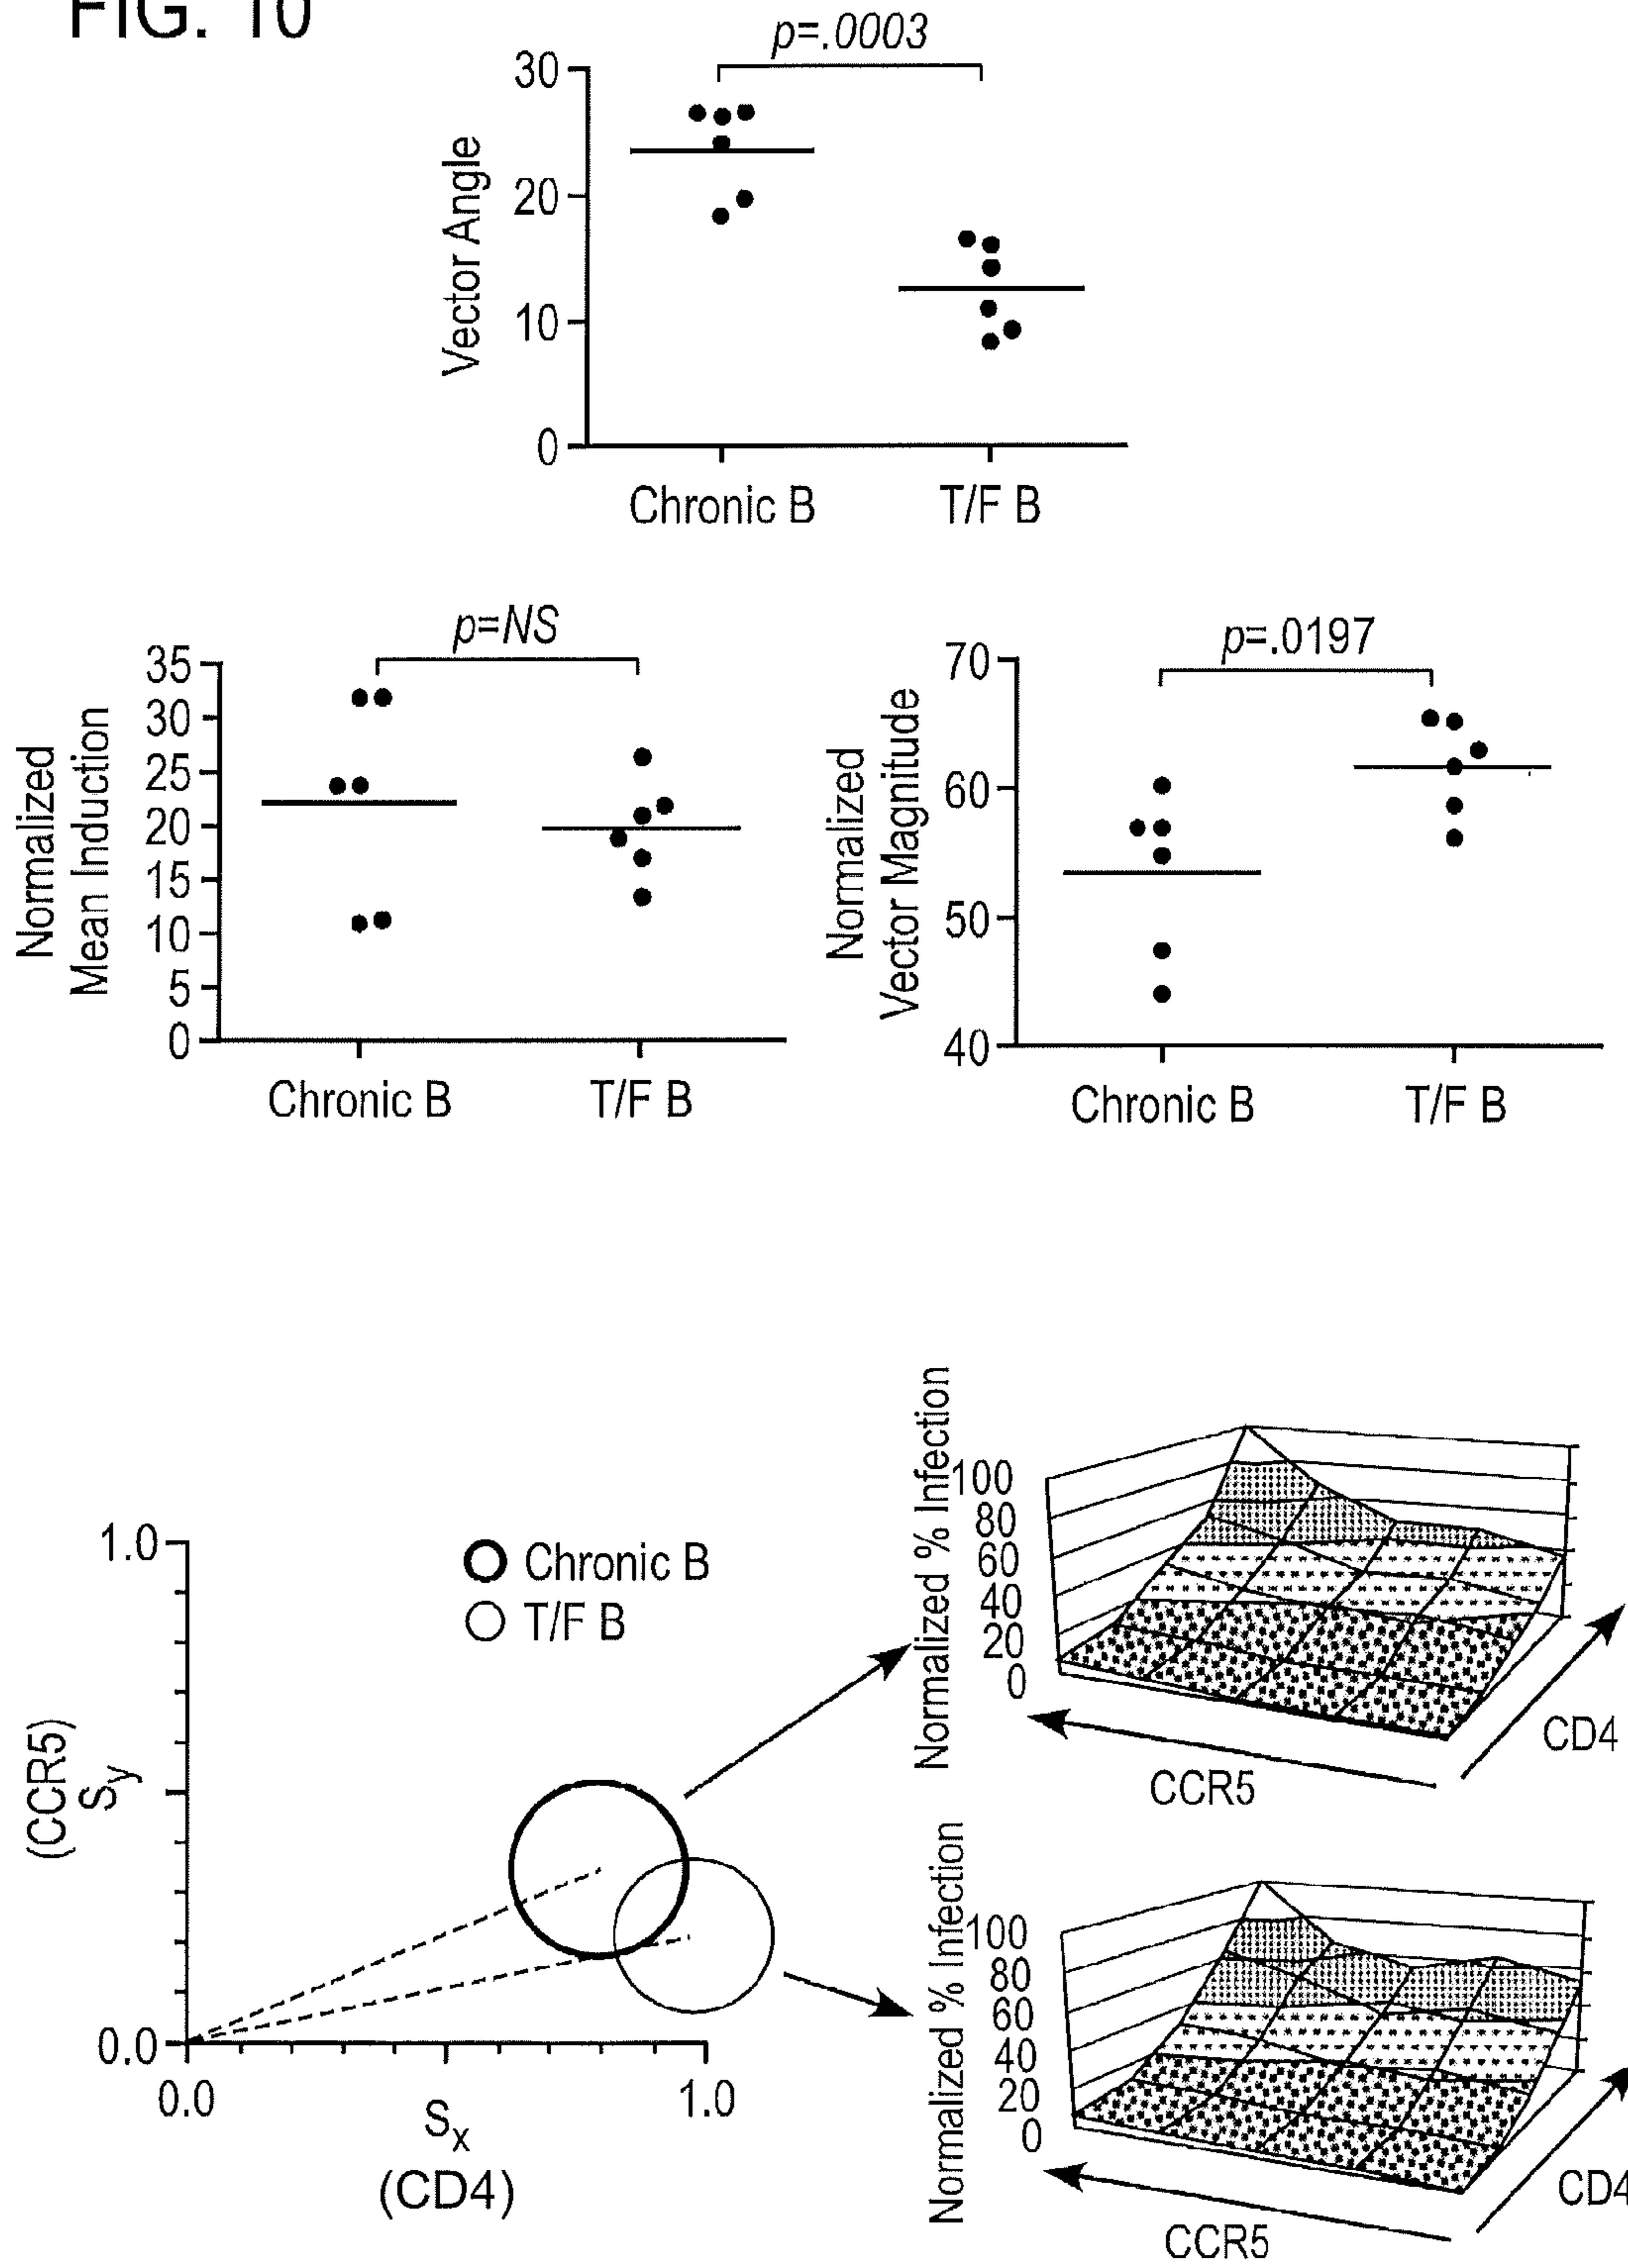 FIG. 10
p=.0003
30
20
10
0
Vector Angle
Chronic B
T/F B
p=NS
35
30
25
20
15
10
5
0
Normalized
Mean Induction
Chronic B
T/F B
p=.0197
70
60
50
40
Normalized
Vector Magnitude
Chronic B
T/F B
1.0
0.0
(CCR5)
Sy
Chronic B
T/F B
0.0
1.0
Sx
(CD4)
Normalized % Infection
100
80
60
40
20
0
CCR5
CD4
Normalized % Infection
100
80
60
40
20
0
CCR5
CD4